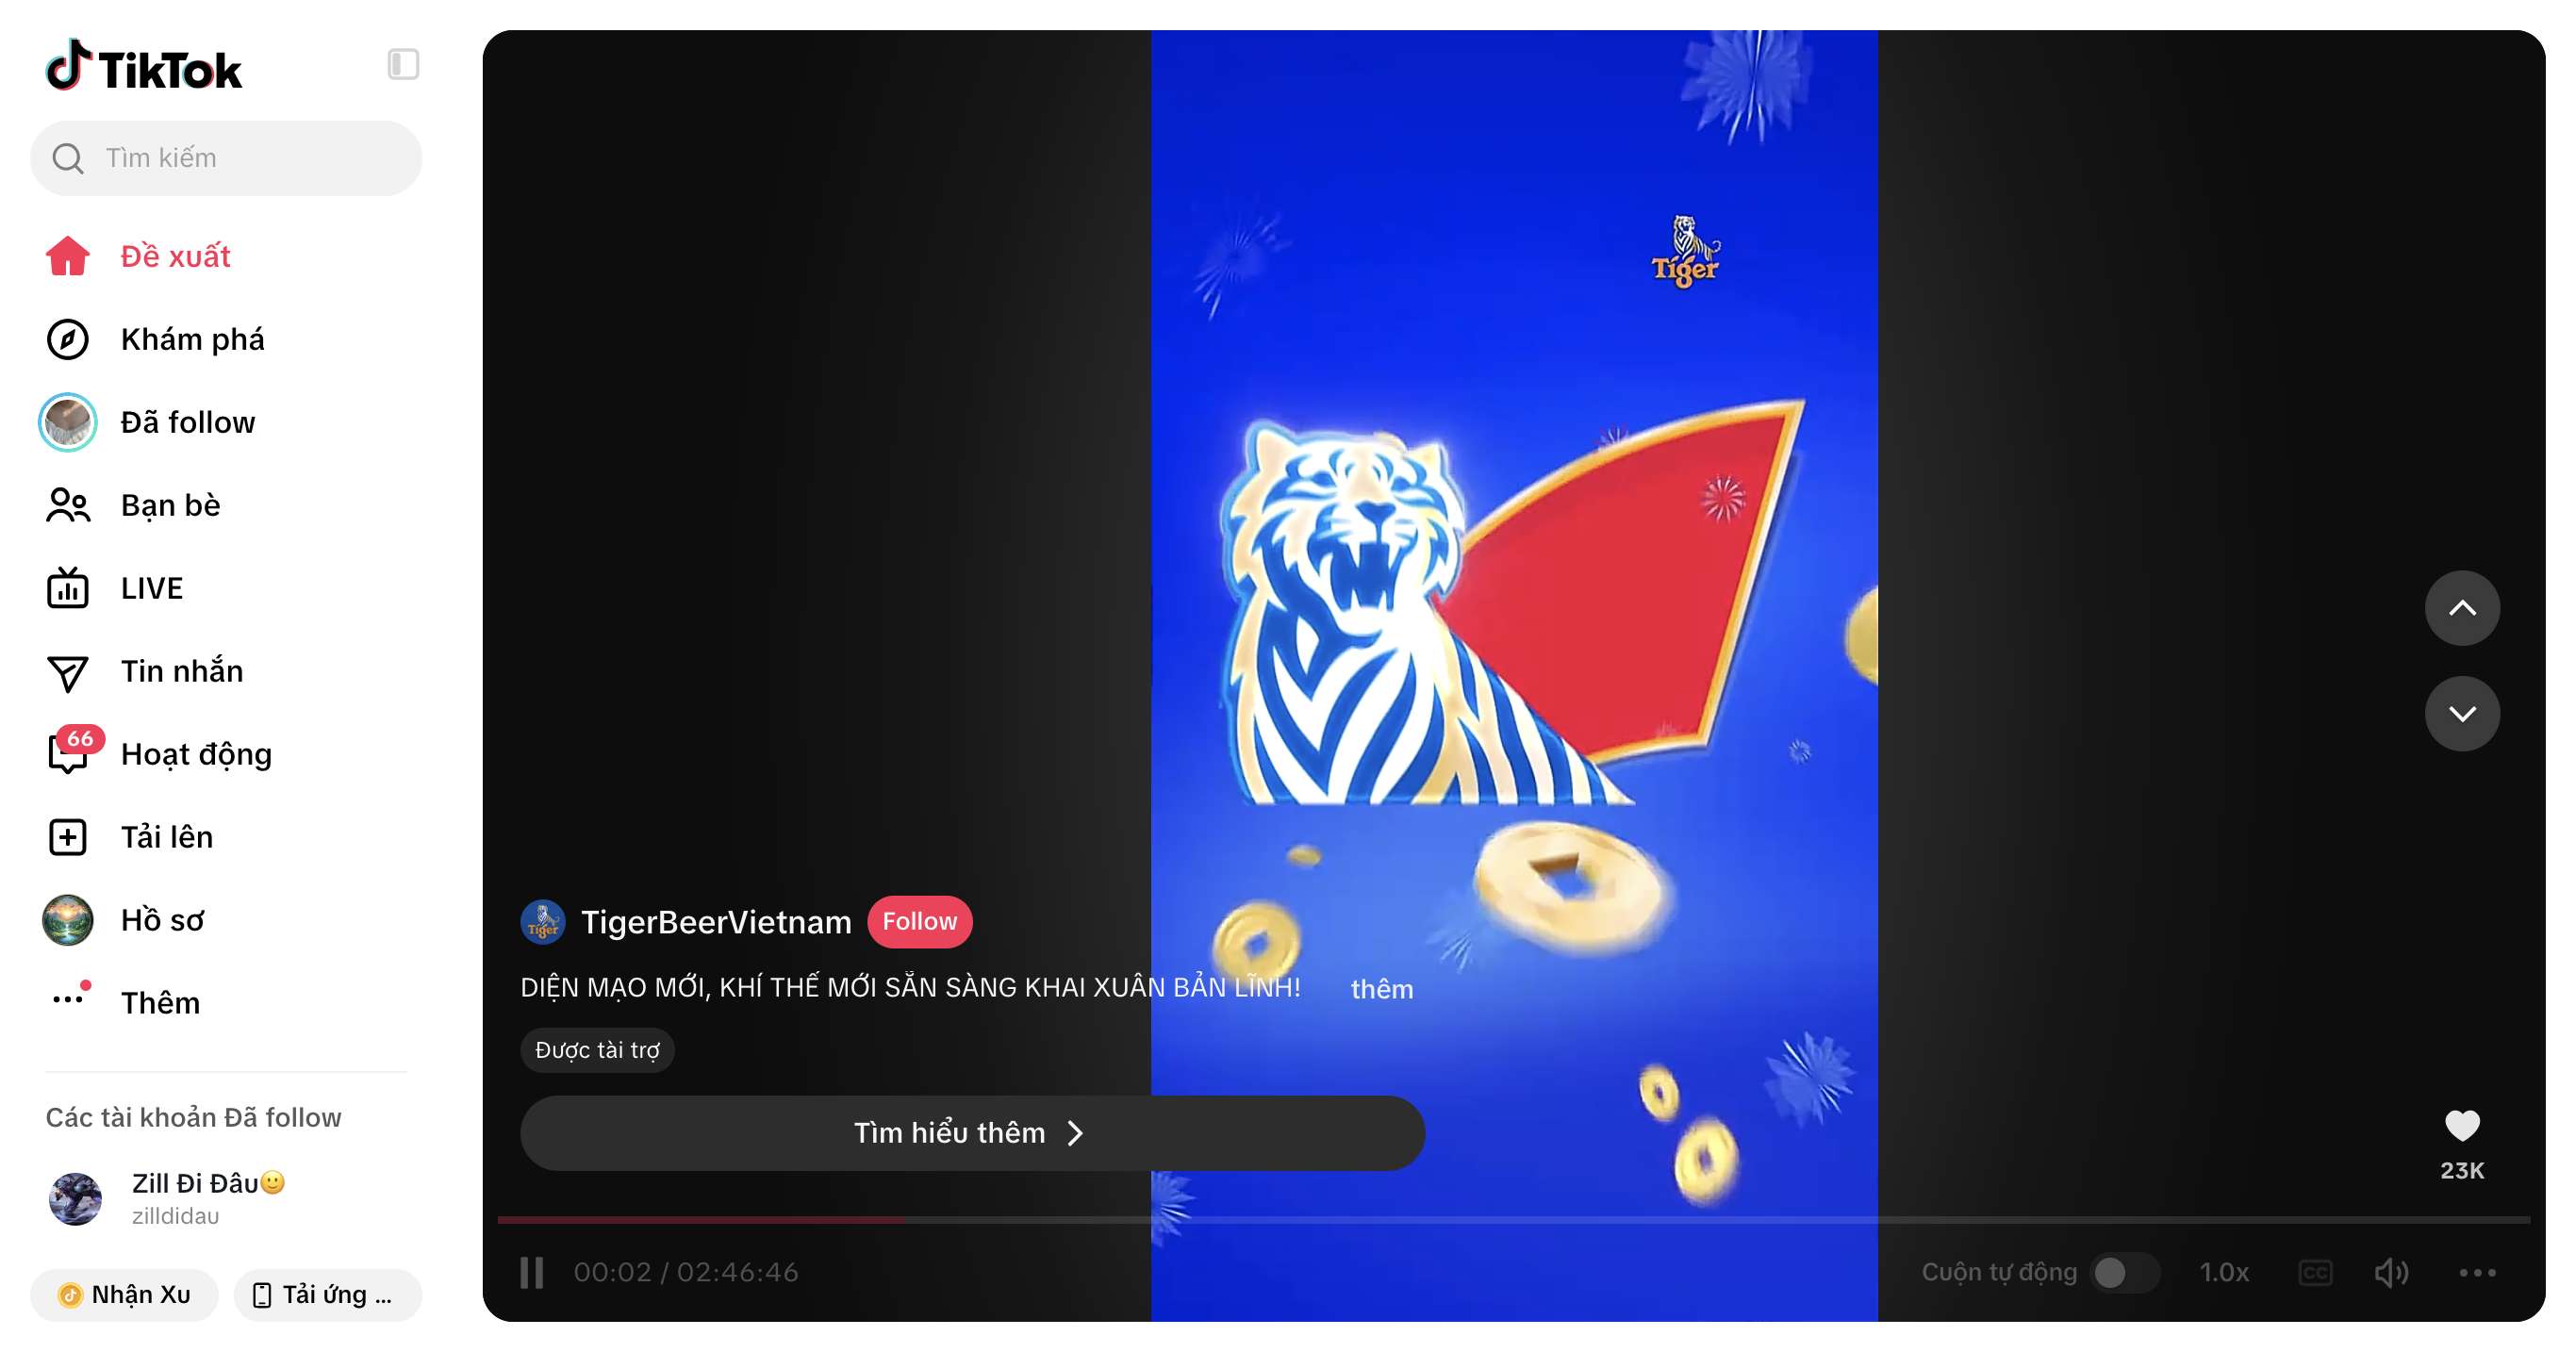 TikTok
Tìm kiếm
Đề xuất
Khám phá
Đã follow
Bạn bè
LIVE
Tin nhắn
66
Hoạt động
Tải lên
Hồ sơ
Thêm
Các tài khoản Đã follow
Zill Đi Đâu🙂
zilldidau
Nhận Xu
Tải ứng ...
Tiger
Tiger
TigerBeerVietnam
Follow
DIỆN MẠO MỚI, KHÍ THẾ MỚI SẴN SÀNG KHAI XUÂN BẢN LĨNH!
thêm
Được tài trợ
Tìm hiểu thêm
23K
00:02 / 02:46:46
Cuộn tự động
1.0x
CC